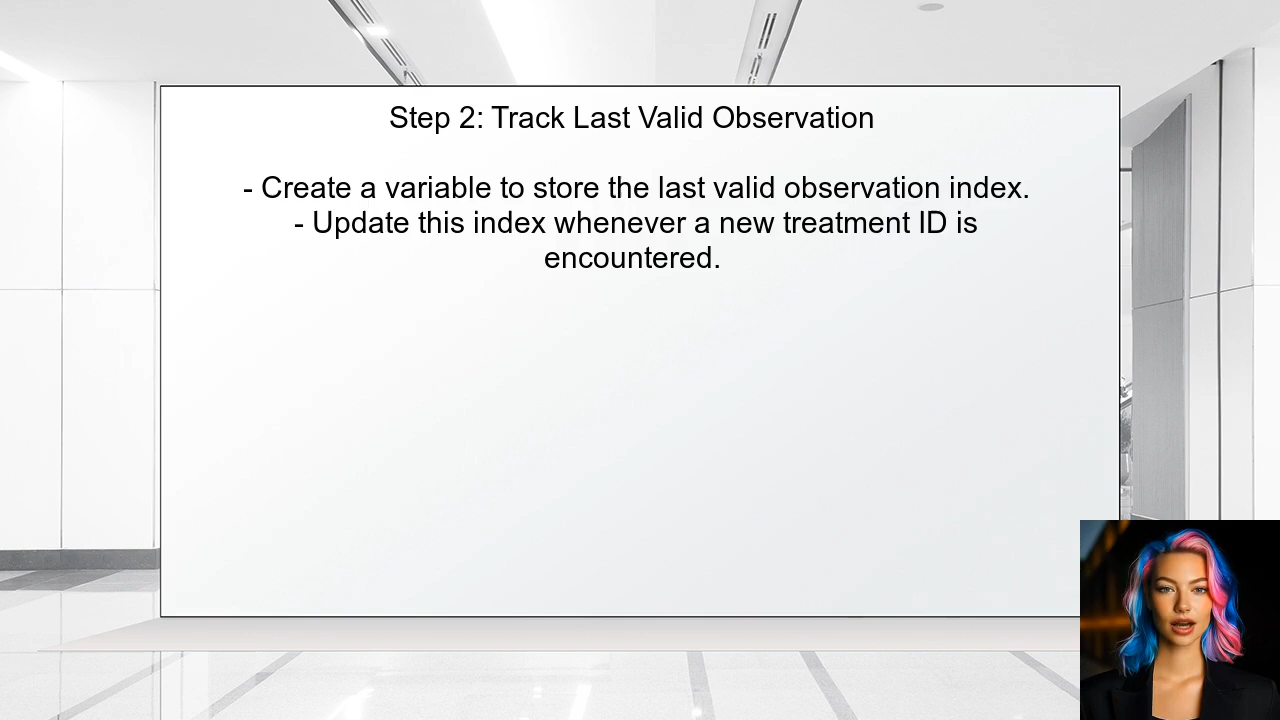 Step 2: Track Last Valid Observation
- Create a variable to store the last valid observation index.
- Update this index whenever a new treatment ID is
encountered.